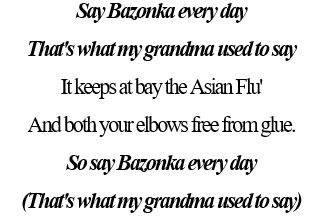 Say Bazonka every day
That's what my grandma used to say
It keeps at bay the Asian Flu'
And both your elbows free from glue.
So say Bazonka every day
(That's what my grandma used to say)